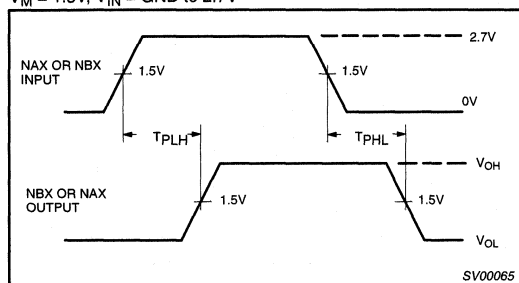 V_M = 1.5V, V_IN = GND to 2.7V
2.7V
NAX OR NBX
INPUT
1.5V
1.5V
0V
T_PLH
T_PHL
V_OH
NBX OR NAX
OUTPUT
1.5V
1.5V
V_OL
SV00065